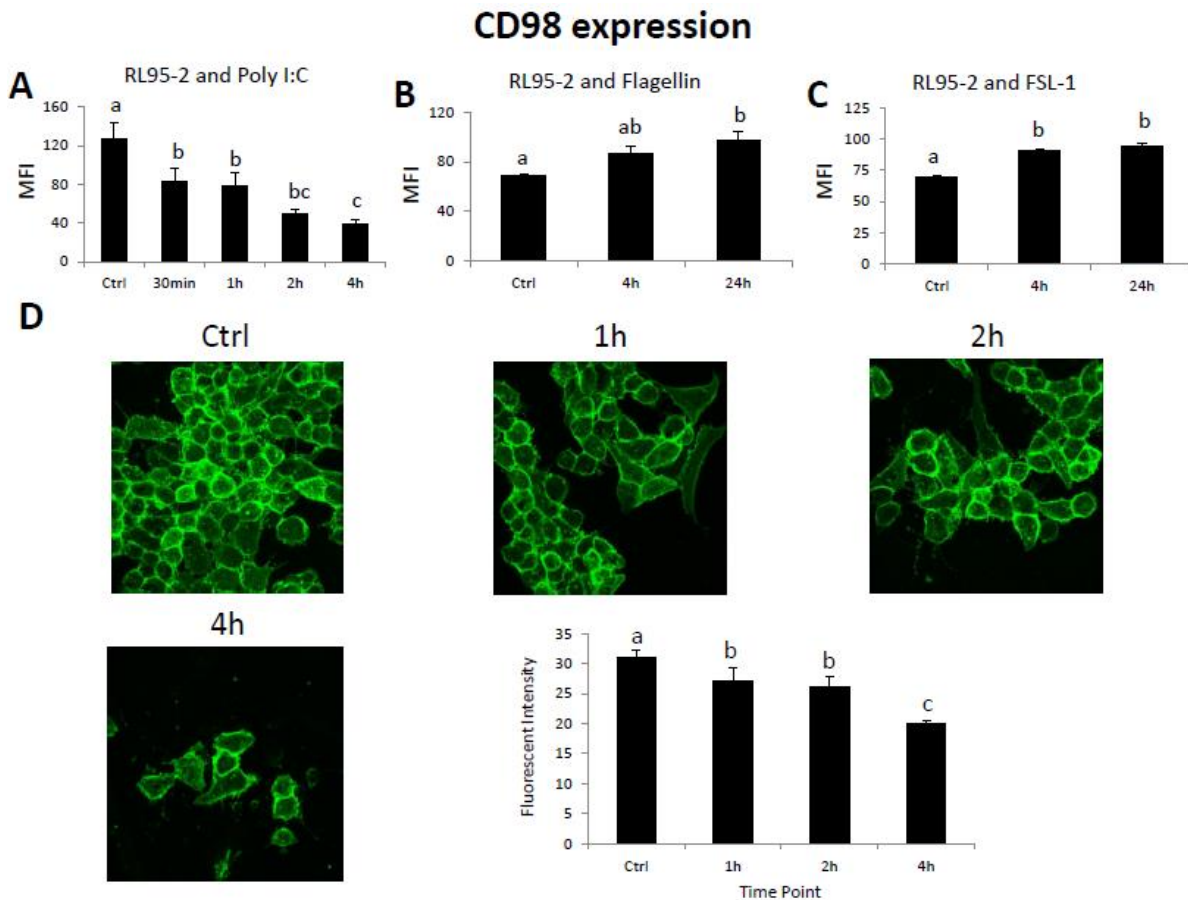 CD98 expression
A
RL95-2 and Poly I:C
MFI
160
120
80
40
0
a
b
b
bc
c
Ctrl 30min 1h 2h 4h
B
RL95-2 and Flagellin
MFI
120
80
40
0
a
ab
b
Ctrl 4h 24h
C
RL95-2 and FSL-1
MFI
125
100
75
50
25
0
a
b
b
Ctrl 4h 24h
D
Ctrl
1h
2h
4h
Fluorescent Intensity
35
30
25
20
15
10
5
0
a
b
b
c
Ctrl 1h 2h 4h
Time Point